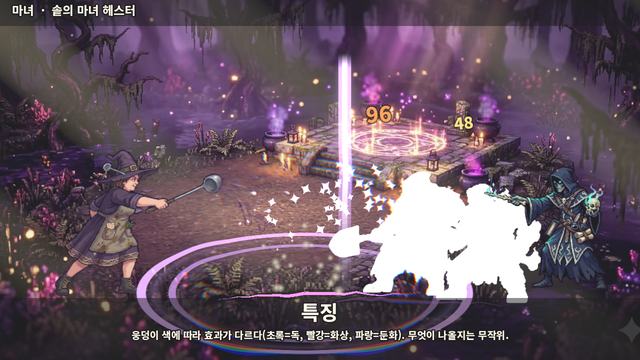 마녀 · 솥의 마녀 헤스터
96
48
특징
웅덩이 색에 따라 효과가 다르다(초록=독, 빨강=화상, 파랑=둔화). 무엇이 나올지는 무작위.